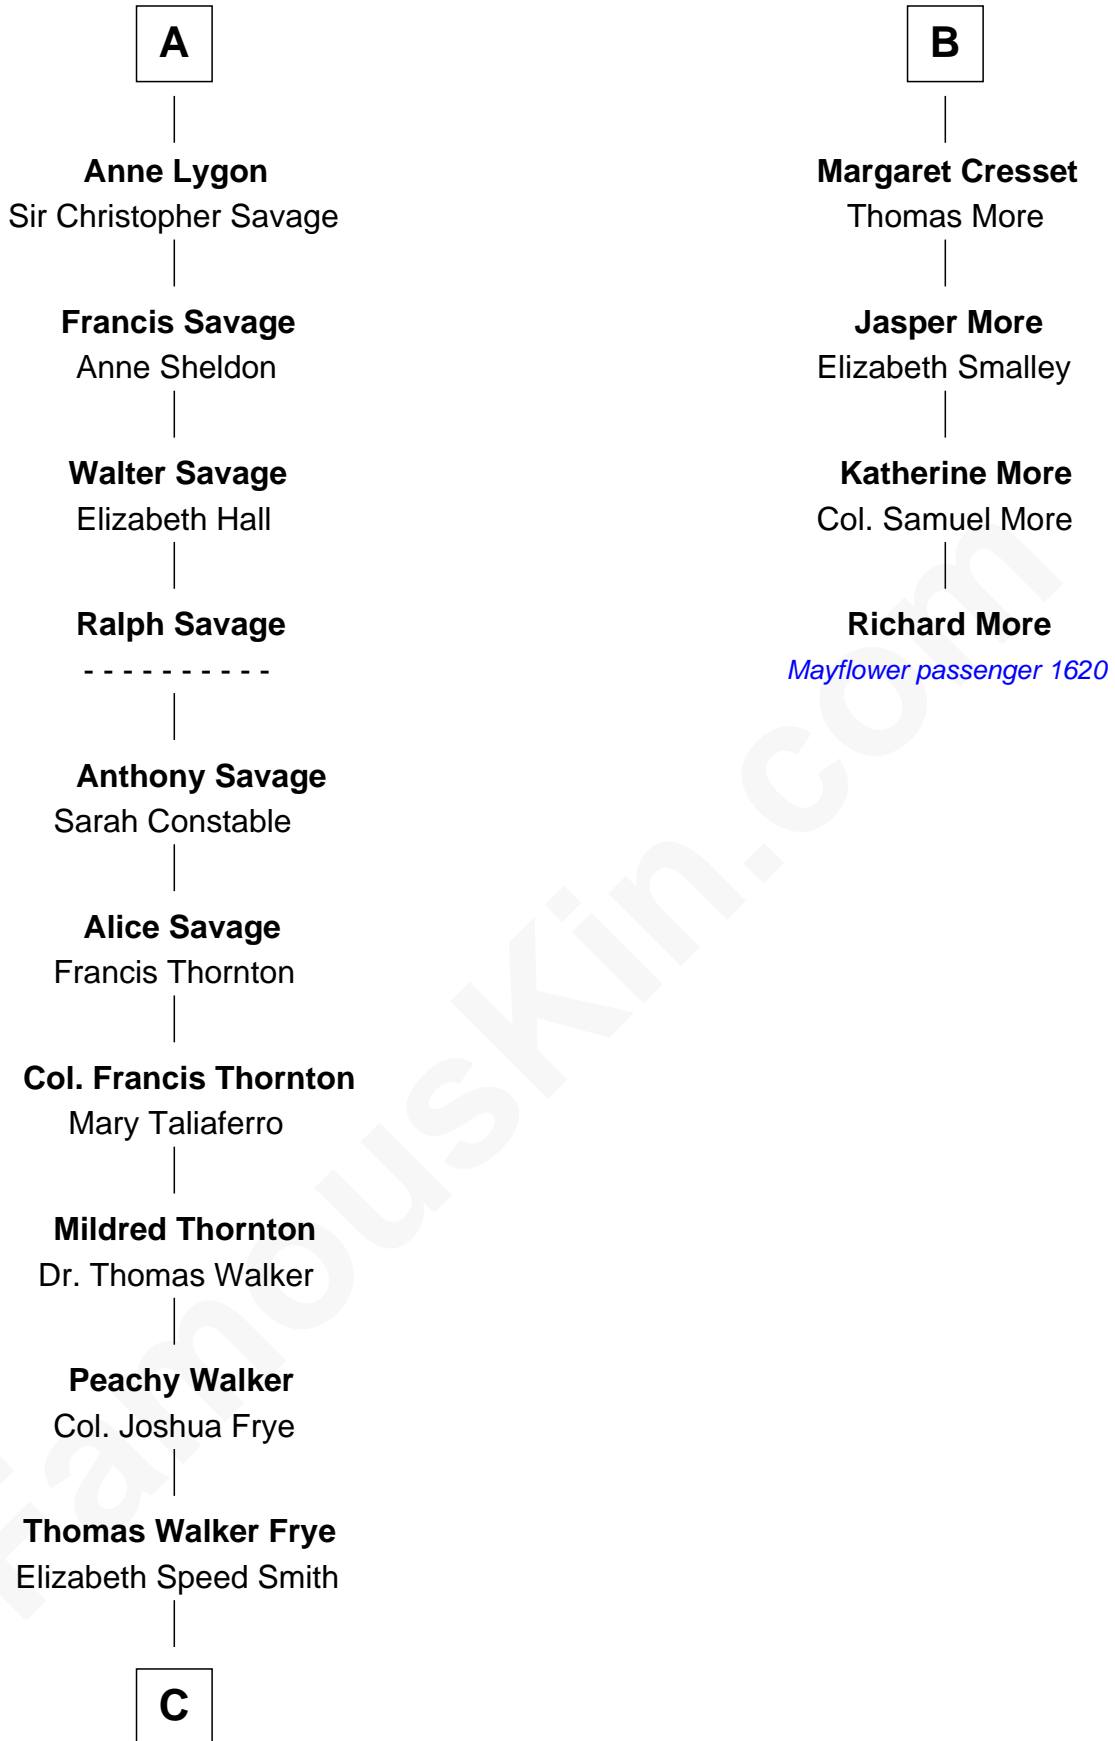 A
Anne Lygon
Sir Christopher Savage
Francis Savage
Anne Sheldon
Walter Savage
Elizabeth Hall
Ralph Savage
- - - - - - - - - -
Anthony Savage
Sarah Constable
Alice Savage
Francis Thornton
Col. Francis Thornton
Mary Taliaferro
Mildred Thornton
Dr. Thomas Walker
Peachy Walker
Col. Joshua Frye
Thomas Walker Frye
Elizabeth Speed Smith
C
B
Margaret Cresset
Thomas More
Jasper More
Elizabeth Smalley
Katherine More
Col. Samuel More
Richard More
Mayflower passenger 1620
FamousKin.com